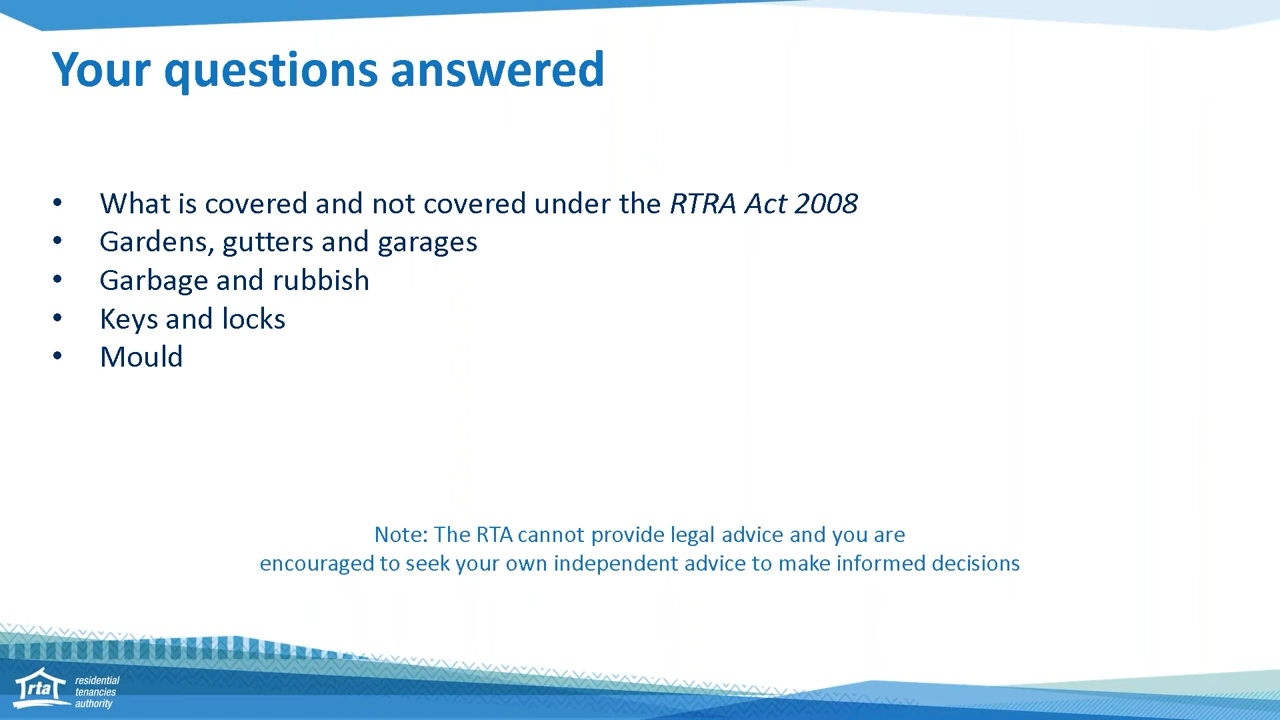 Your questions answered
• What is covered and not covered under the RTRA Act 2008
• Gardens, gutters and garages
• Garbage and rubbish
• Keys and locks
• Mould
Note: The RTA cannot provide legal advice and you are
encouraged to seek your own independent advice to make informed decisions
rta
residential
tenancies
authority